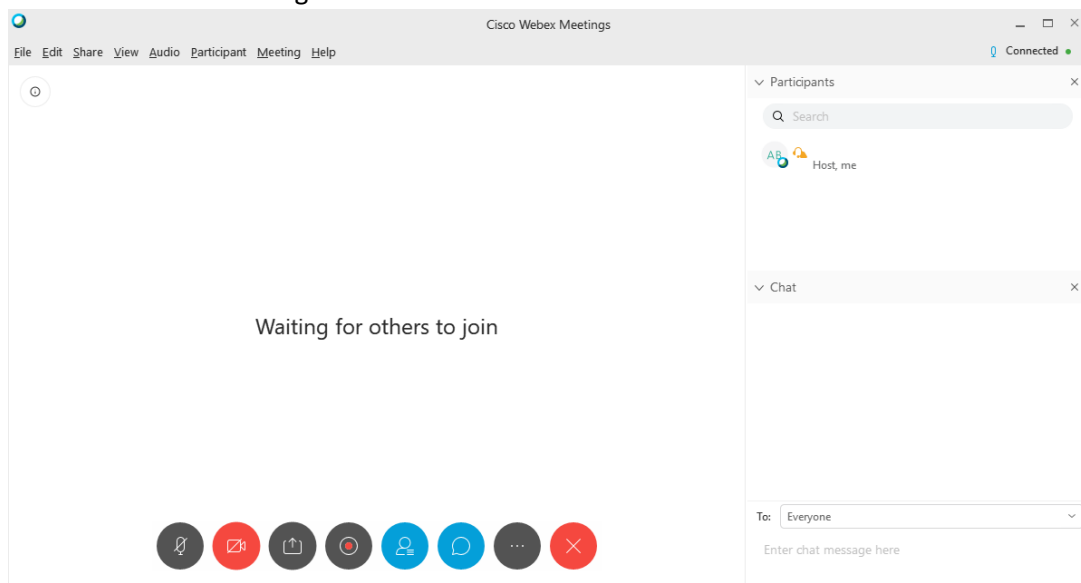 Cisco Webex Meetings
File Edit Share View Audio Participant Meeting Help
Connected
Participants
Search
AB
Host, me
Chat
Waiting for others to join
To: Everyone
Enter chat message here